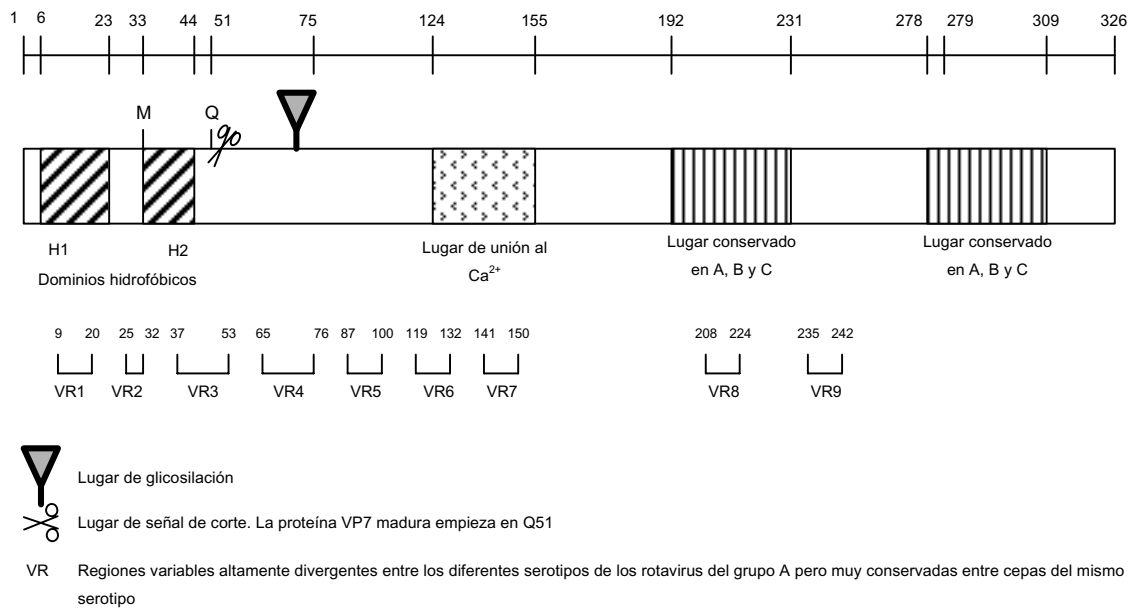 1 6 23 33 44 51 75 124 155 192 231 278 279 309 326
M Q
H1 H2
Dominios hidrofóbicos
Lugar de unión al
Ca²⁺
Lugar conservado
en A, B y C
Lugar conservado
en A, B y C
9 20 25 32 37 53 65 76 87 100 119 132 141 150 208 224 235 242
VR1 VR2 VR3 VR4 VR5 VR6 VR7 VR8 VR9
Lugar de glicosilación
Lugar de señal de corte. La proteína VP7 madura empieza en Q51
VR Regiones variables altamente divergentes entre los diferentes serotipos de los rotavirus del grupo A pero muy conservadas entre cepas del mismo
serotipo